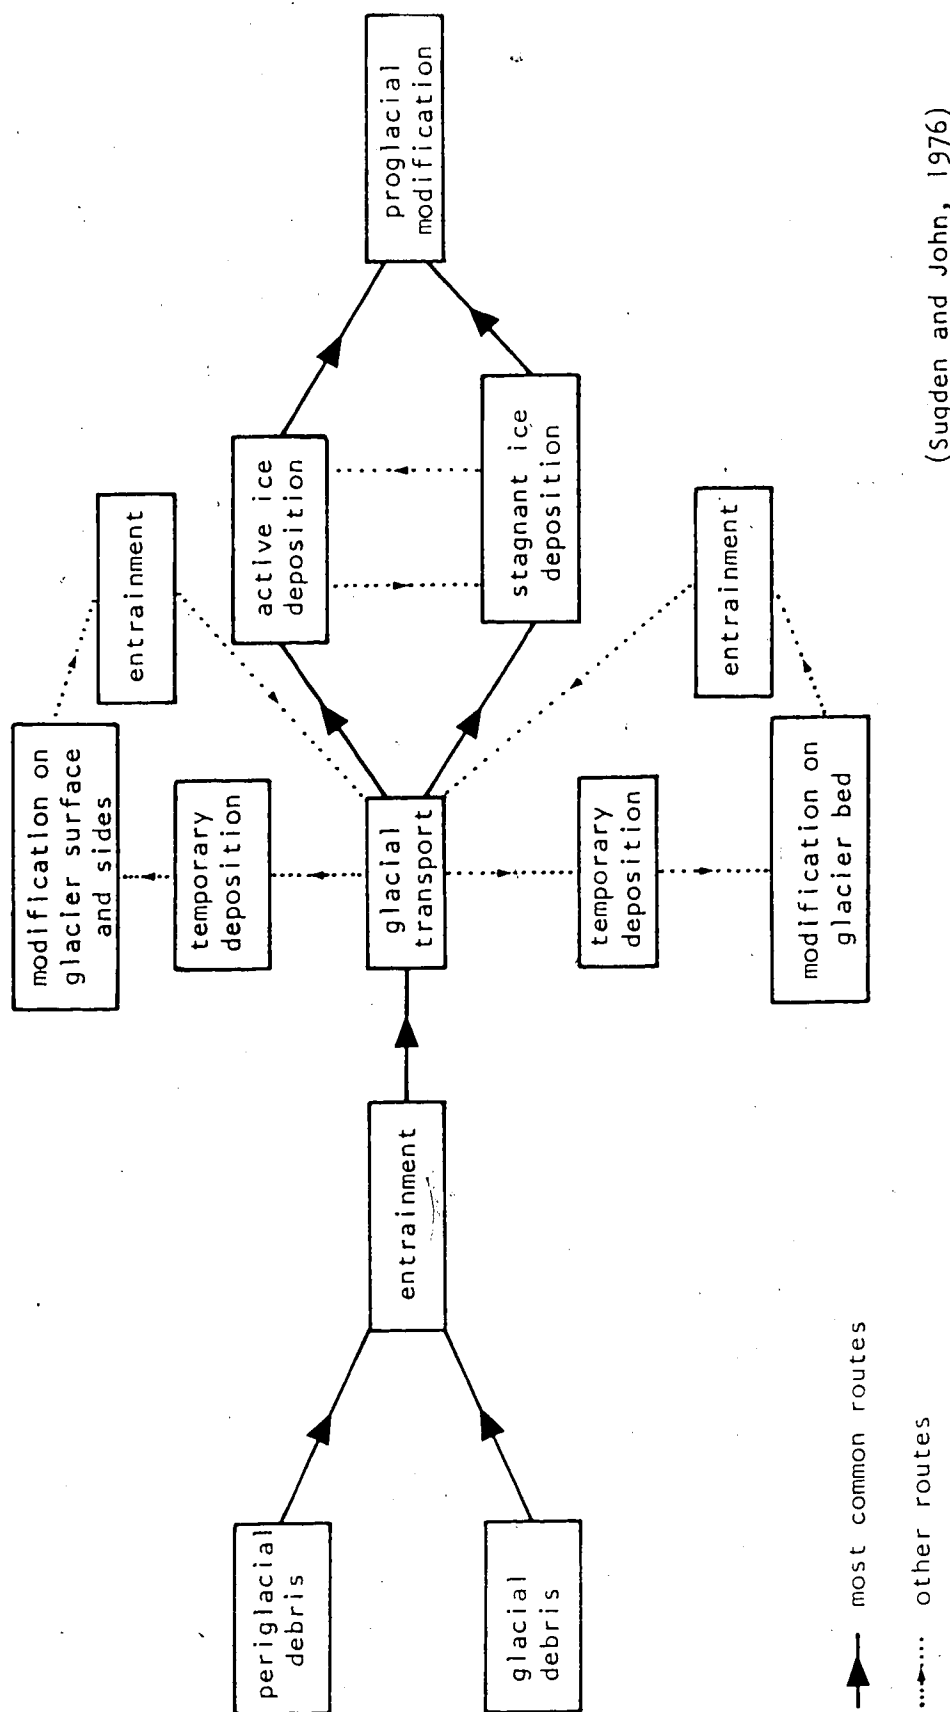 modification on
glacier surface
and sides
entrainment
temporary
deposition
periglacial
debris
active ice
deposition
entrainment
glacial
transport
proglacial
modification
glacial
debris
stagnant ice
deposition
temporary
deposition
entrainment
modification on
glacier bed
most common routes
other routes
(Sugden and John, 1976)